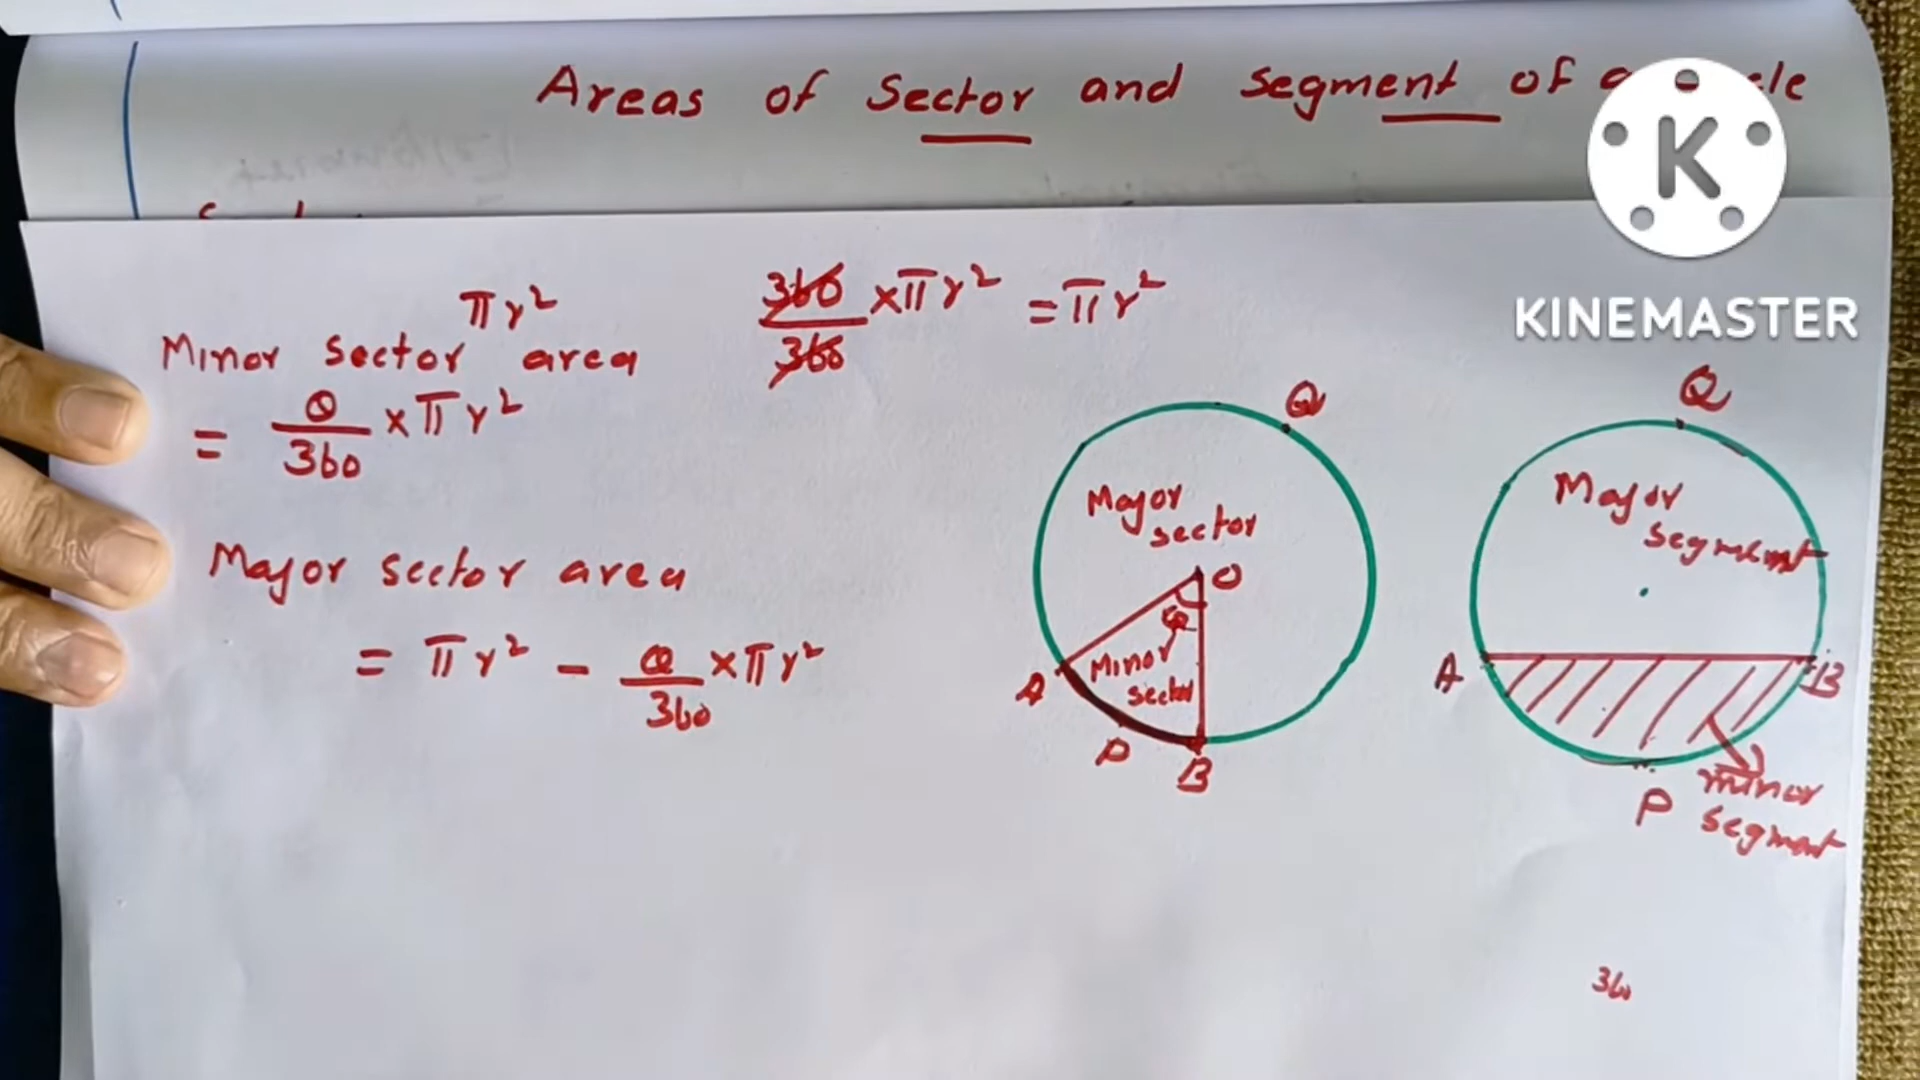 Areas of Sector and Segment of a
KINEMASTER
πr²
360/360 ×πr² = πr²
Minor sector area
= θ/360 ×πr²
Major sector area
= πr² − θ/360 ×πr²
Q
Major
sector
O
θ
Minor
sector
A
P
B
Q
Major
segment
A
B
P
minor
segment
360